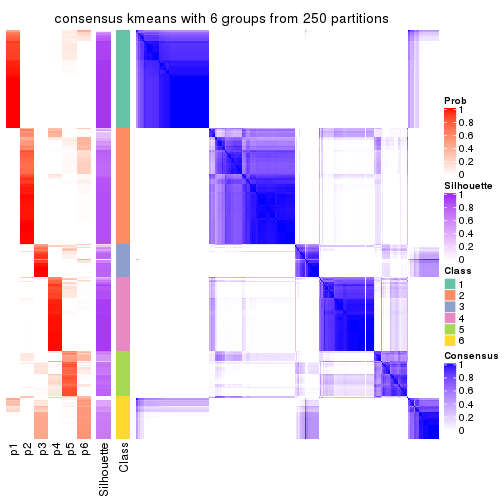 consensus kmeans with 6 groups from 250 partitions
Prob
1
0.8
0.6
0.4
0.2
0
Silhouette
1
0.8
0.6
0.4
0.2
0
Class
1
2
3
4
5
6
Consensus
1
0.8
0.6
0.4
0.2
0
p1
p2
p3
p4
p5
p6
Silhouette
Class